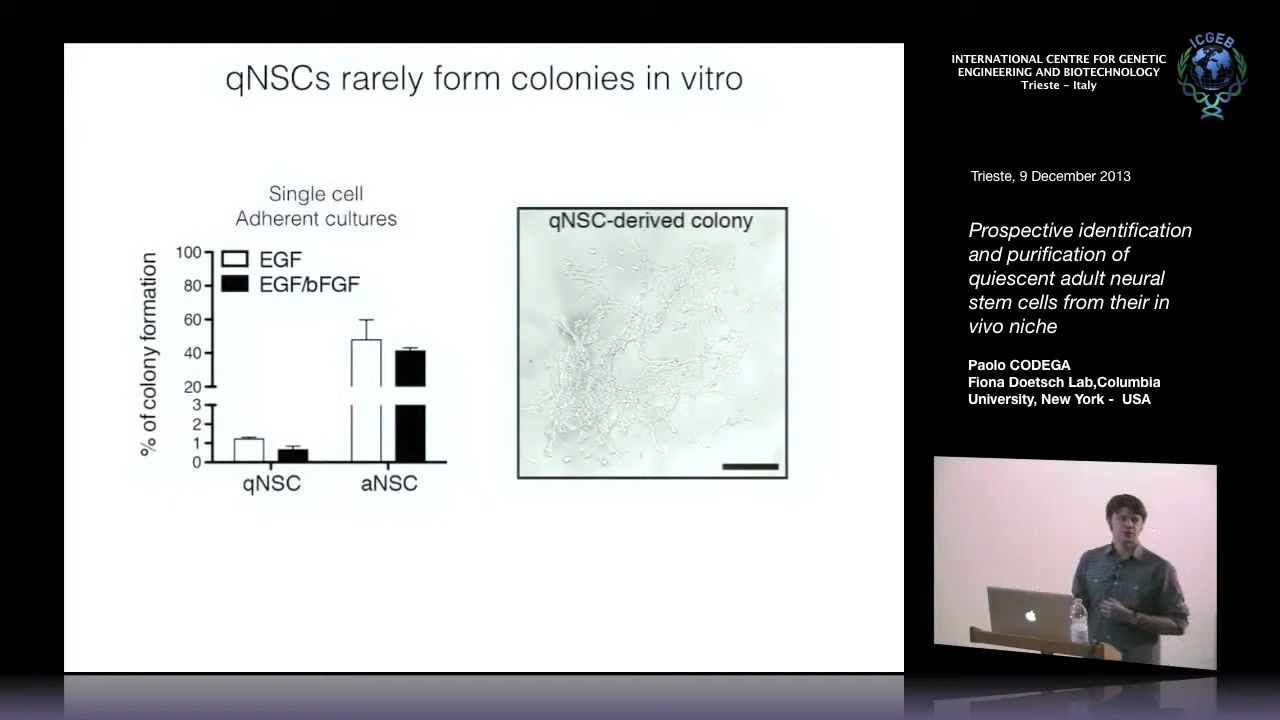 qNSCs rarely form colonies in vitro
Single cell
Adherent cultures
% of colony formation
100
80
60
40
20
3
2
1
0
EGF
EGF/bFGF
qNSC
aNSC
qNSC-derived colony
INTERNATIONAL CENTRE FOR GENETIC
ENGINEERING AND BIOTECHNOLOGY
Trieste - Italy
ICGEB
Trieste, 9 December 2013
Prospective identification
and purification of
quiescent adult neural
stem cells from their in
vivo niche
Paolo CODEGA
Fiona Doetsch Lab,Columbia
University, New York - USA